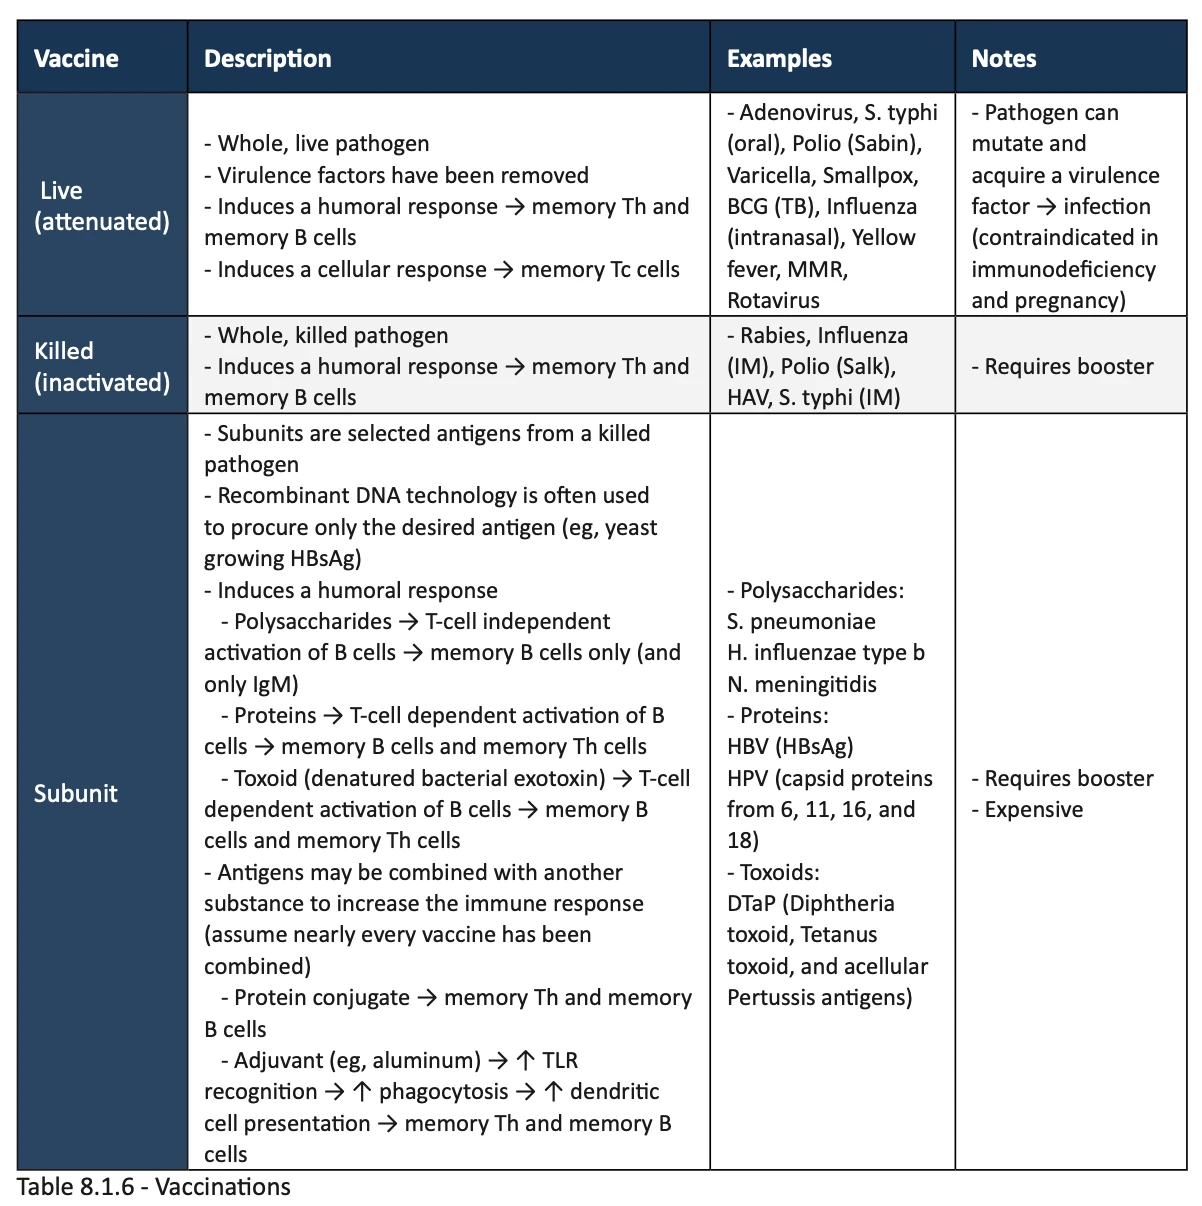 Vaccine
Description
Examples
Notes
Live
(attenuated)
- Whole, live pathogen
- Virulence factors have been removed
- Induces a humoral response → memory Th and
memory B cells
- Induces a cellular response → memory Tc cells
- Adenovirus, S. typhi
(oral), Polio (Sabin),
Varicella, Smallpox,
BCG (TB), Influenza
(intranasal), Yellow
fever, MMR,
Rotavirus
- Pathogen can
mutate and
acquire a virulence
factor → infection
(contraindicated in
immunodeficiency
and pregnancy)
Killed
(inactivated)
- Whole, killed pathogen
- Induces a humoral response → memory Th and
memory B cells
- Rabies, Influenza
(IM), Polio (Salk),
HAV, S. typhi (IM)
- Requires booster
Subunit
- Subunits are selected antigens from a killed
pathogen
- Recombinant DNA technology is often used
to procure only the desired antigen (eg, yeast
growing HBsAg)
- Induces a humoral response
- Polysaccharides → T-cell independent
activation of B cells → memory B cells only (and
only IgM)
- Proteins → T-cell dependent activation of B
cells → memory B cells and memory Th cells
- Toxoid (denatured bacterial exotoxin) → T-cell
dependent activation of B cells → memory B
cells and memory Th cells
- Antigens may be combined with another
substance to increase the immune response
(assume nearly every vaccine has been
combined)
- Protein conjugate → memory Th and memory
B cells
- Adjuvant (eg, aluminum) → ↑ TLR
recognition → ↑ phagocytosis → ↑ dendritic
cell presentation → memory Th and memory B
cells
- Polysaccharides:
S. pneumoniae
H. influenzae type b
N. meningitidis
- Proteins:
HBV (HBsAg)
HPV (capsid proteins
from 6, 11, 16, and
18)
- Toxoids:
DTaP (Diphtheria
toxoid, Tetanus
toxoid, and acellular
Pertussis antigens)
- Requires booster
- Expensive
Table 8.1.6 - Vaccinations